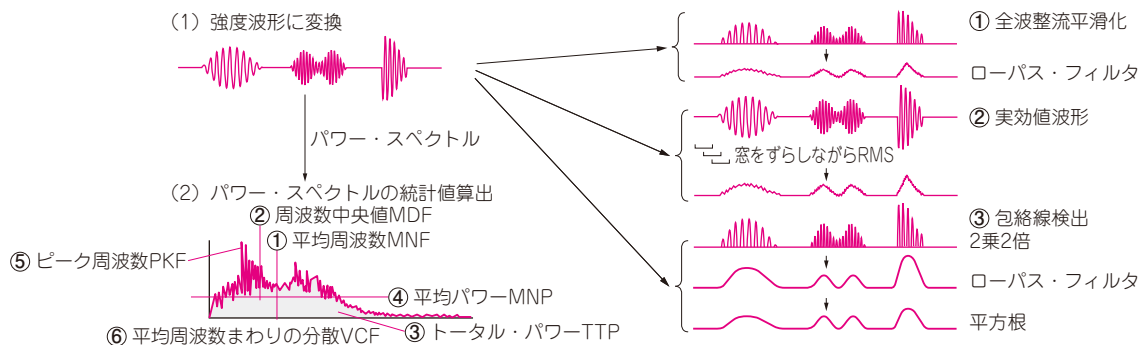 (1) 強度波形に変換
パワー・スペクトル
(2) パワー・スペクトルの統計値算出
② 周波数中央値MDF
① 平均周波数MNF
⑤ ピーク周波数PKF
④ 平均パワーMNP
③ トータル・パワーTTP
⑥ 平均周波数まわりの分散VCF
① 全波整流平滑化
ローパス・フィルタ
② 実効値波形
窓をずらしながらRMS
③ 包絡線検出
2乗2倍
ローパス・フィルタ
平方根